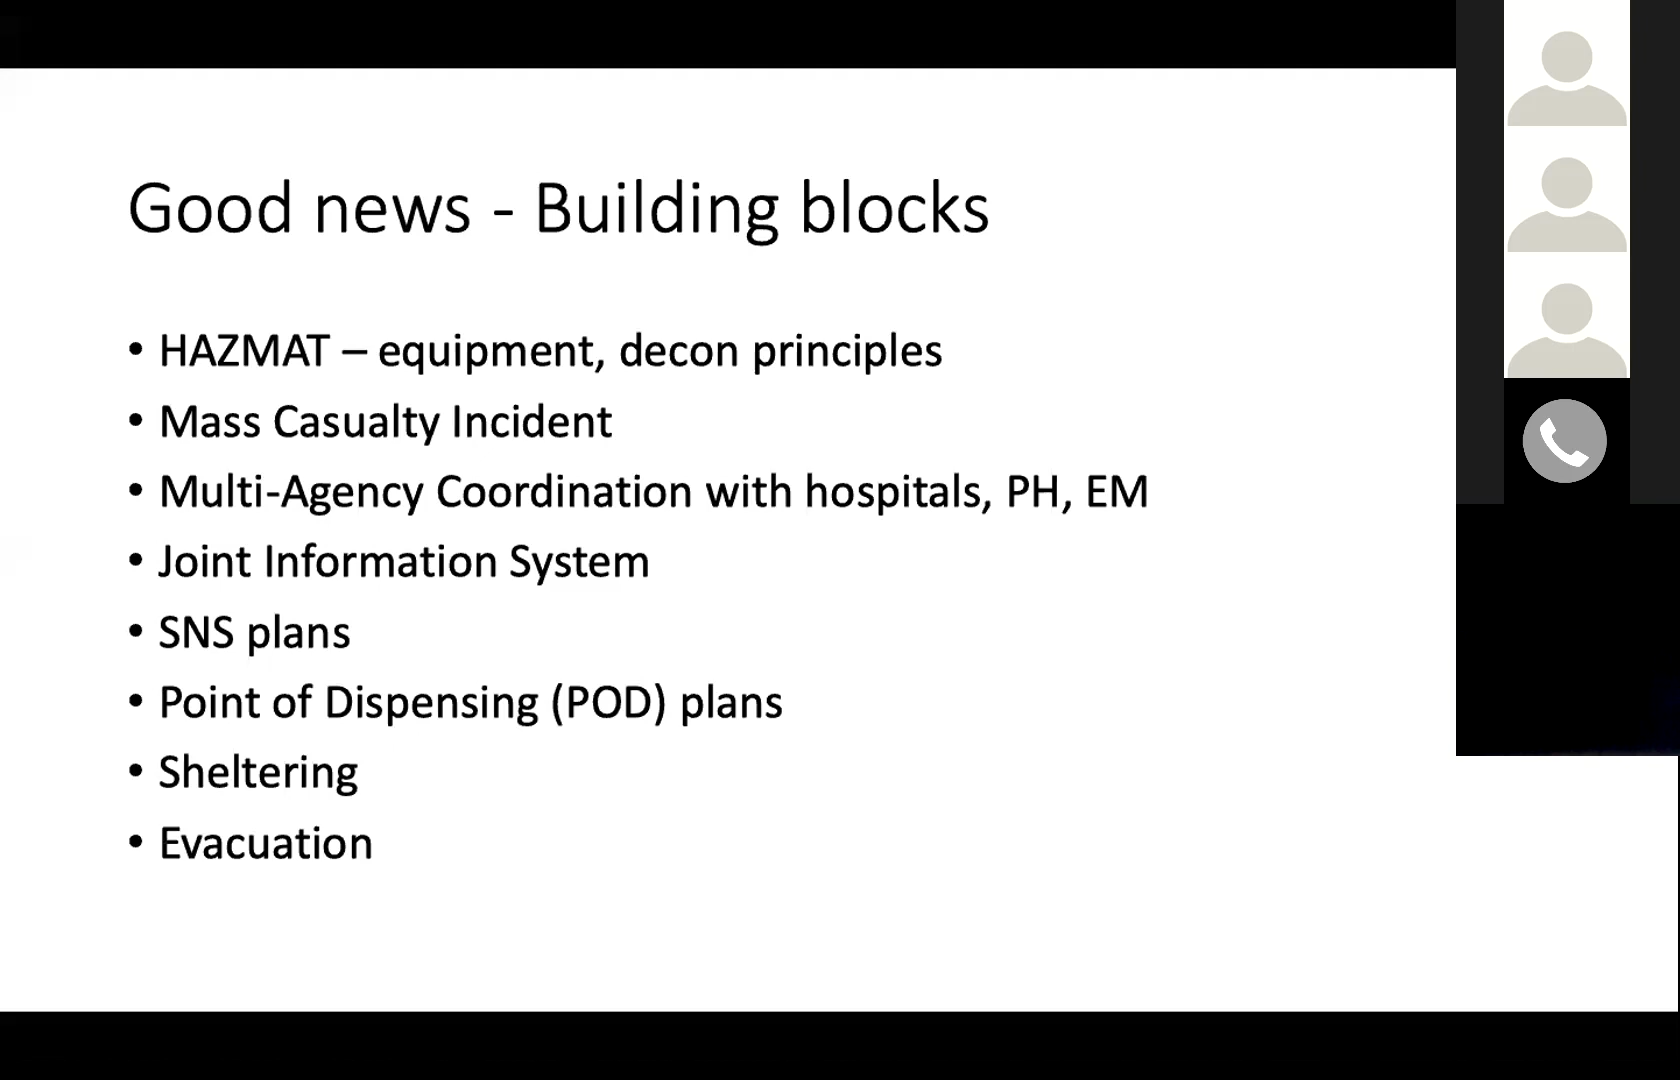 Good news - Building blocks
• HAZMAT – equipment, decon principles
• Mass Casualty Incident
• Multi-Agency Coordination with hospitals, PH, EM
• Joint Information System
• SNS plans
• Point of Dispensing (POD) plans
• Sheltering
• Evacuation